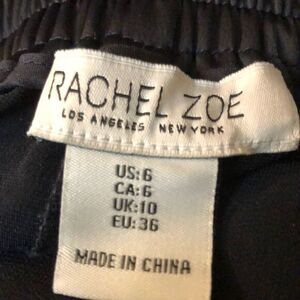 RACHEL ZOE
LOS ANGELES NEW YORK
US: 6
CA: 6
UK: 10
EU: 36
MADE IN CHINA